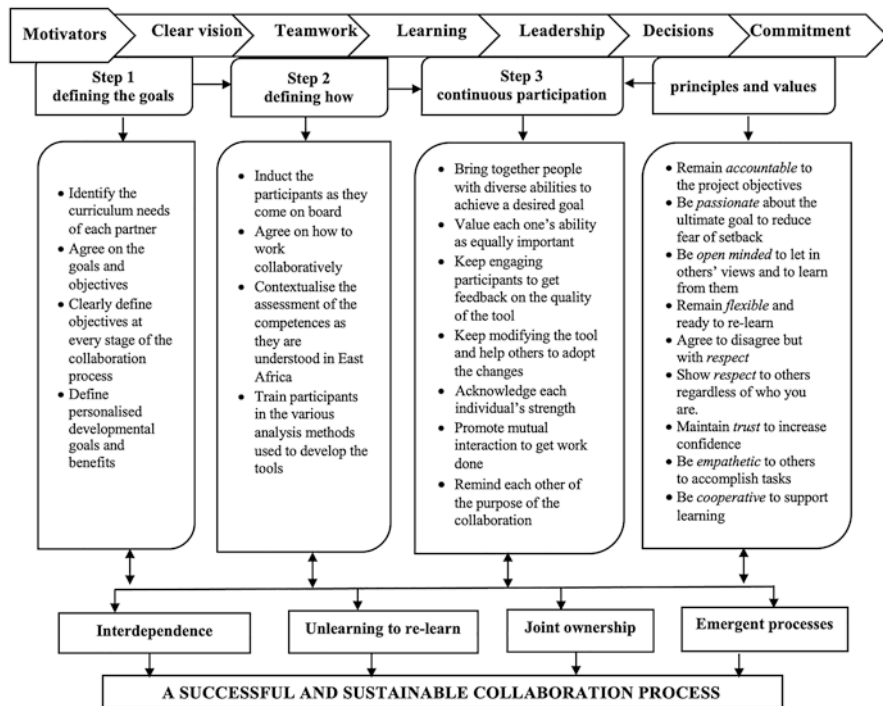 Motivators
Clear vision
Teamwork
Learning
Leadership
Decisions
Commitment
Step 1
defining the goals
Step 2
defining how
Step 3
continuous participation
principles and values
• Identify the
curriculum needs
of each partner
• Agree on the
goals and
objectives
• Clearly define
objectives at
every stage of the
collaboration
process
• Define
personalised
developmental
goals and
benefits
• Induct the
participants as they
come on board
• Agree on how to
work
collaboratively
• Contextualise the
assessment of the
competences as
they are
understood in East
Africa
• Train participants
in the various
analysis methods
used to develop the
tools
• Bring together people
with diverse abilities to
achieve a desired goal
• Value each one's ability
as equally important
• Keep engaging
participants to get
feedback on the quality
of the tool
• Keep modifying the tool
and help others to adopt
the changes
• Acknowledge each
individual's strength
• Promote mutual
interaction to get work
done
• Remind each other of
the purpose of the
collaboration
• Remain accountable to
the project objectives
• Be passionate about the
ultimate goal to reduce
fear of setback
• Be open minded to let in
others' views and to learn
from them
• Remain flexible and
ready to re-learn
• Agree to disagree but
with respect
• Show respect to others
regardless of who you
are.
• Maintain trust to increase
confidence
• Be empathetic to others
to accomplish tasks
• Be cooperative to support
learning
Interdependence
Unlearning to re-learn
Joint ownership
Emergent processes
A SUCCESSFUL AND SUSTAINABLE COLLABORATION PROCESS